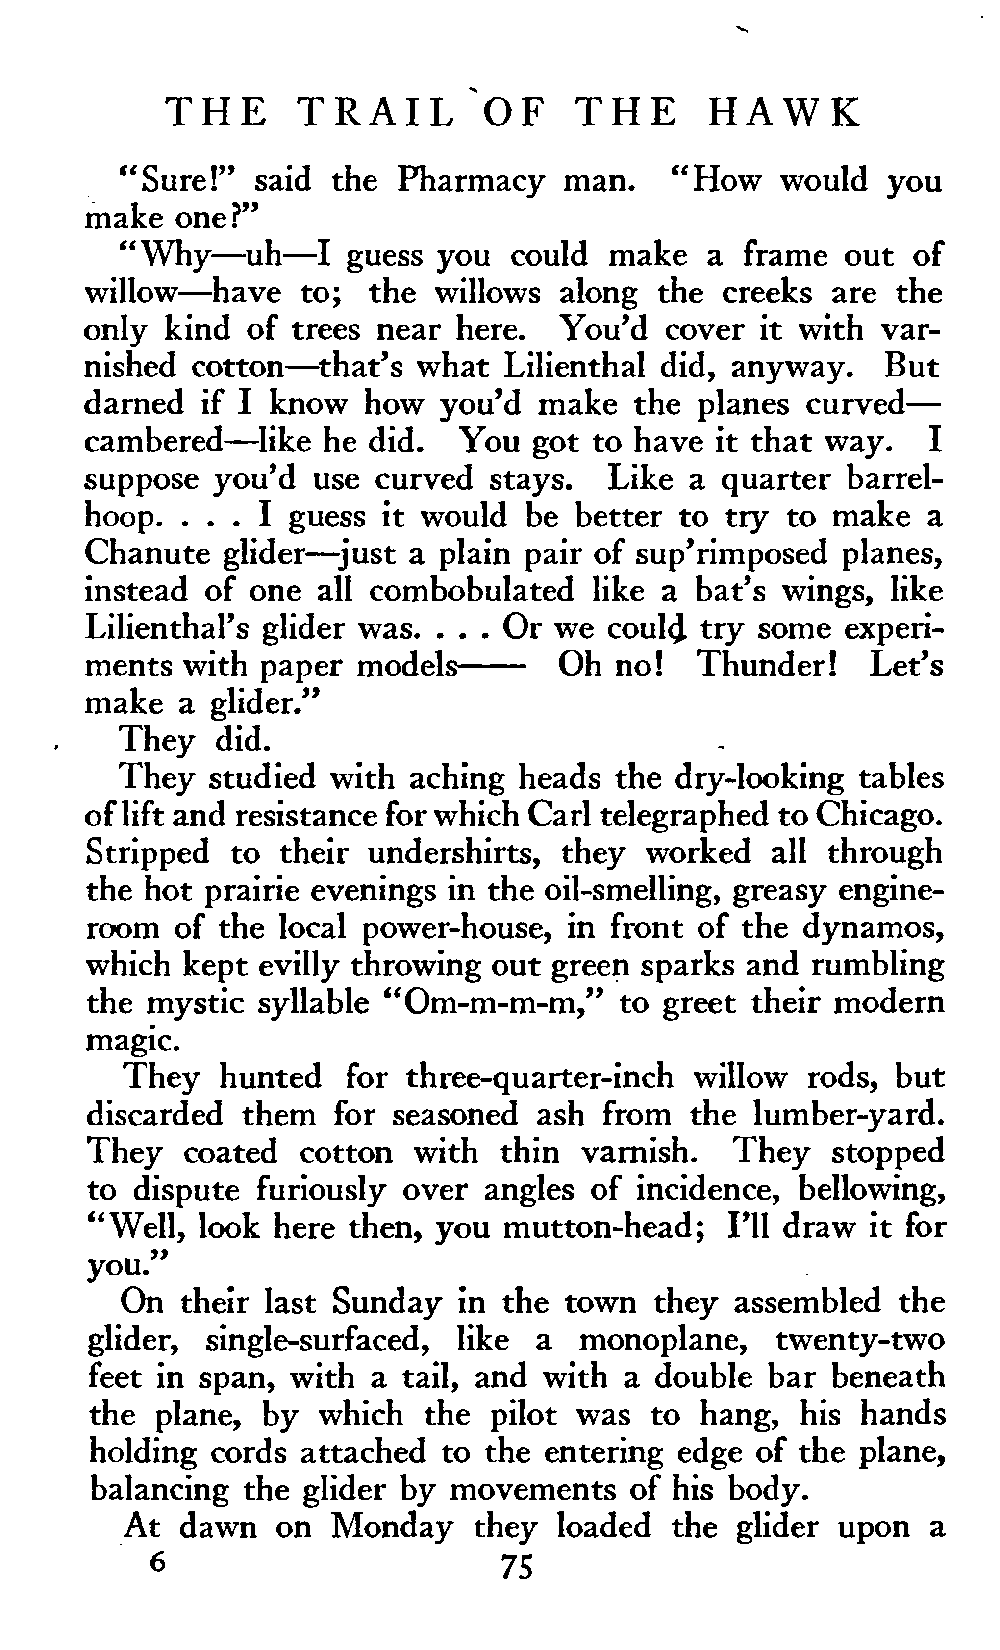 THE TRAIL OF THE HAWK
"Sure!" said the Pharmacy man. "How would you
make one?"
"Why—uh—I guess you could make a frame out of
willow—have to; the willows along the creeks are the
only kind of trees near here. You'd cover it with var-
nished cotton—that's what Lilienthal did, anyway. But
darned if I know how you'd make the planes curved—
cambered—like he did. You got to have it that way. I
suppose you'd use curved stays. Like a quarter barrel-
hoop. . . . I guess it would be better to try to make a
Chanute glider—just a plain pair of sup'rimposed planes,
instead of one all combobulated like a bat's wings, like
Lilienthal's glider was. . . . Or we could try some experi-
ments with paper models—— Oh no! Thunder! Let's
make a glider."
They did.
They studied with aching heads the dry-looking tables
of lift and resistance for which Carl telegraphed to Chicago.
Stripped to their undershirts, they worked all through
the hot prairie evenings in the oil-smelling, greasy engine-
room of the local power-house, in front of the dynamos,
which kept evilly throwing out green sparks and rumbling
the mystic syllable "Om-m-m-m," to greet their modern
magic.
They hunted for three-quarter-inch willow rods, but
discarded them for seasoned ash from the lumber-yard.
They coated cotton with thin varnish. They stopped
to dispute furiously over angles of incidence, bellowing,
"Well, look here then, you mutton-head; I'll draw it for
you."
On their last Sunday in the town they assembled the
glider, single-surfaced, like a monoplane, twenty-two
feet in span, with a tail, and with a double bar beneath
the plane, by which the pilot was to hang, his hands
holding cords attached to the entering edge of the plane,
balancing the glider by movements of his body.
At dawn on Monday they loaded the glider upon a
6 75